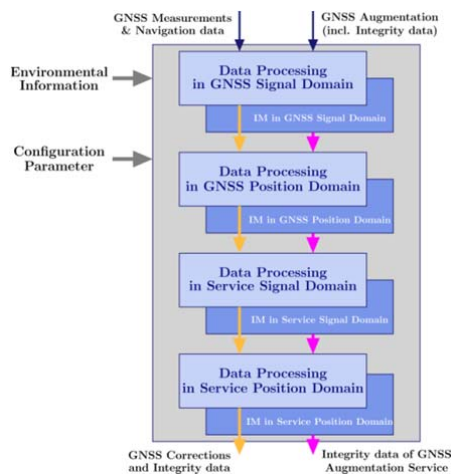 GNSS Measurements
& Navigation data
GNSS Augmentation
(incl. Integrity data)
Environmental
Information
Configuration
Parameter
Data Processing
in GNSS Signal Domain
IM in GNSS Signal Domain
Data Processing
in GNSS Position Domain
IM in GNSS Position Domain
Data Processing
in Service Signal Domain
IM in Service Signal Domain
Data Processing
in Service Position Domain
IM in Service Position Domain
GNSS Corrections
and Integrity data
Integrity data of GNSS
Augmentation Service